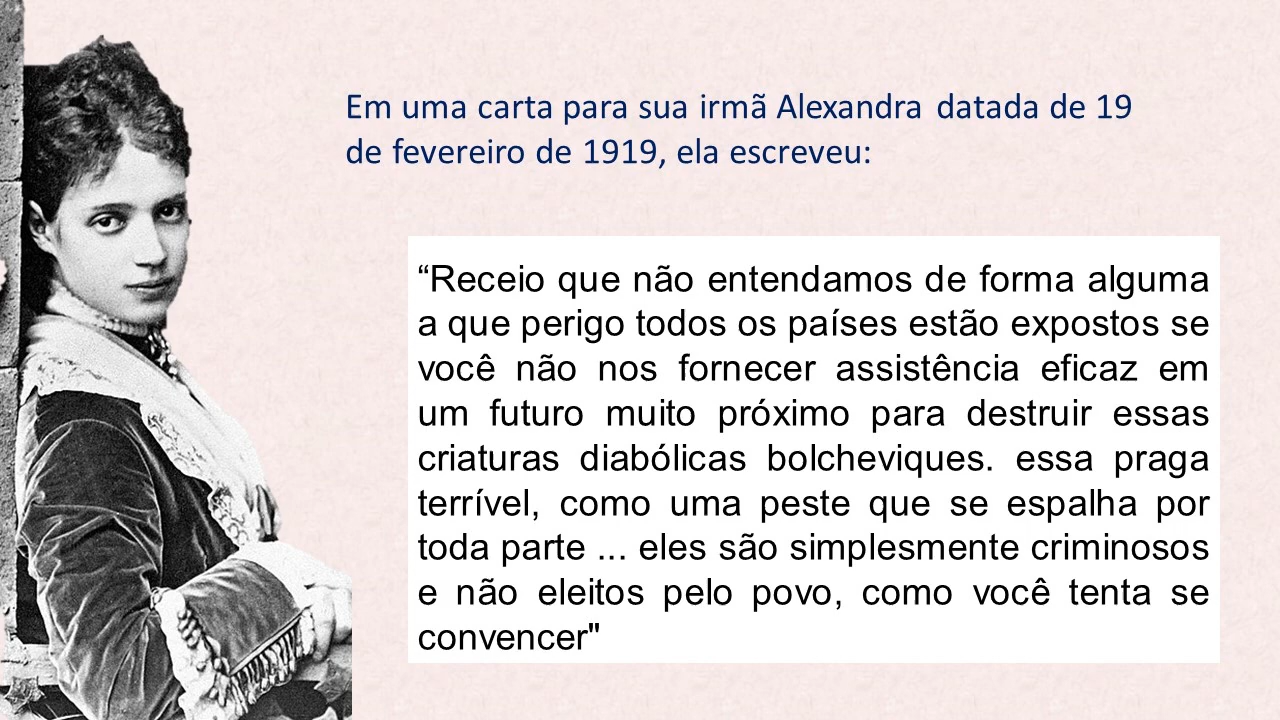 Em uma carta para sua irmã Alexandra datada de 19
de fevereiro de 1919, ela escreveu:
“Receio que não entendamos de forma alguma
a que perigo todos os países estão expostos se
você não nos fornecer assistência eficaz em
um futuro muito próximo para destruir essas
criaturas diabólicas bolcheviques. essa praga
terrível, como uma peste que se espalha por
toda parte ... eles são simplesmente criminosos
e não eleitos pelo povo, como você tenta se
convencer"